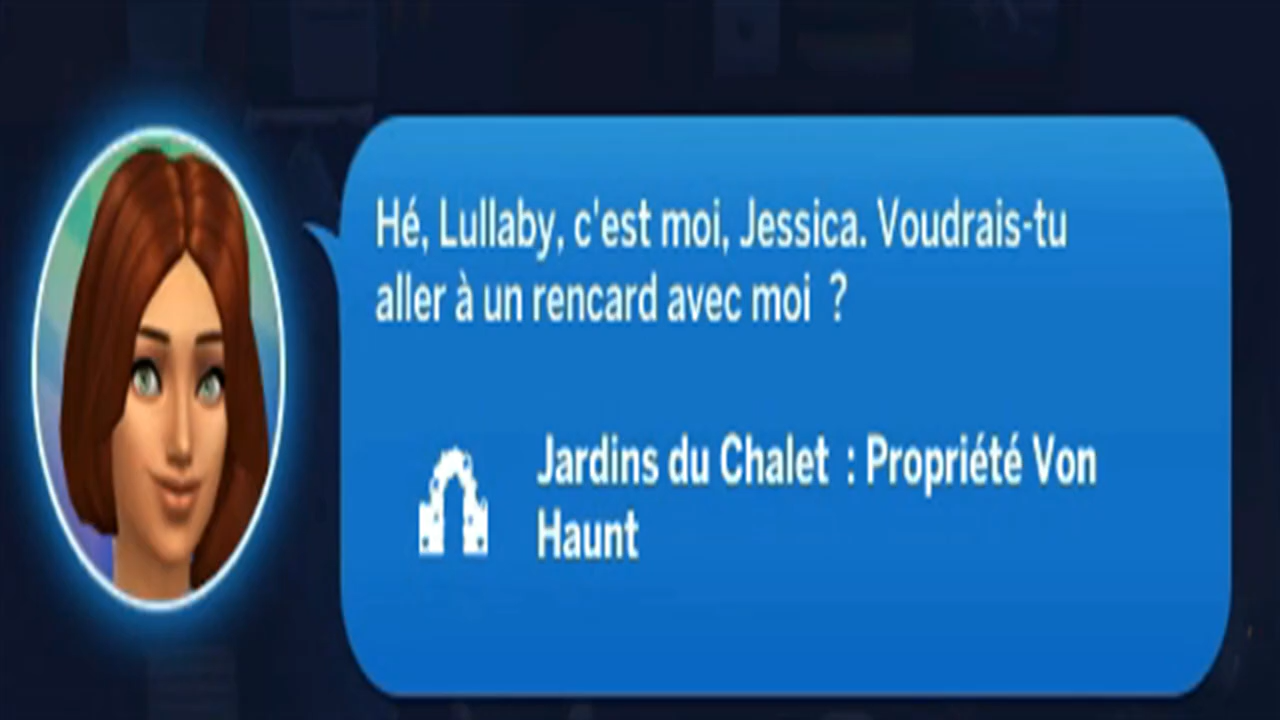 Hé, Lullaby, c'est moi, Jessica. Voudrais-tu
aller à un rencard avec moi ?
Jardins du Chalet : Propriété Von
Haunt